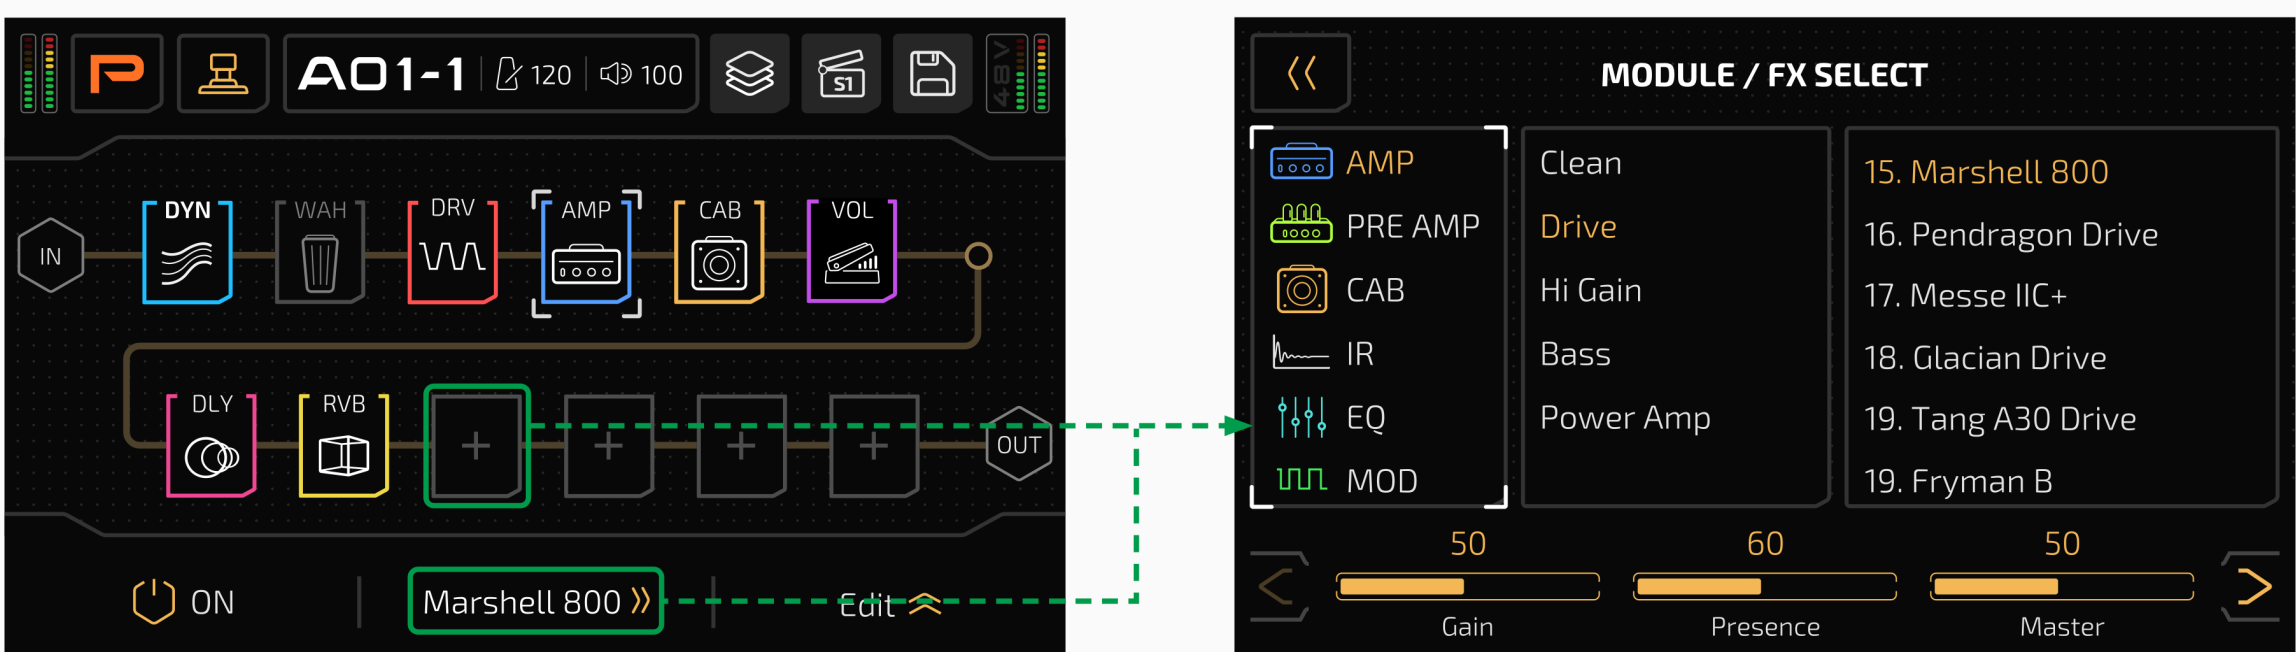 A01-1
120
100
S1
48V
DYN
WAH
DRV
AMP
CAB
VOL
IN
DLY
RVB
+
+
+
+
OUT
ON
Marshell 800
Edit
MODULE / FX SELECT
AMP
PRE AMP
CAB
IR
EQ
MOD
Clean
Drive
Hi Gain
Bass
Power Amp
15. Marshell 800
16. Pendragon Drive
17. Messe IIC+
18. Glacian Drive
19. Tang A30 Drive
19. Fryman B
50
60
50
Gain
Presence
Master